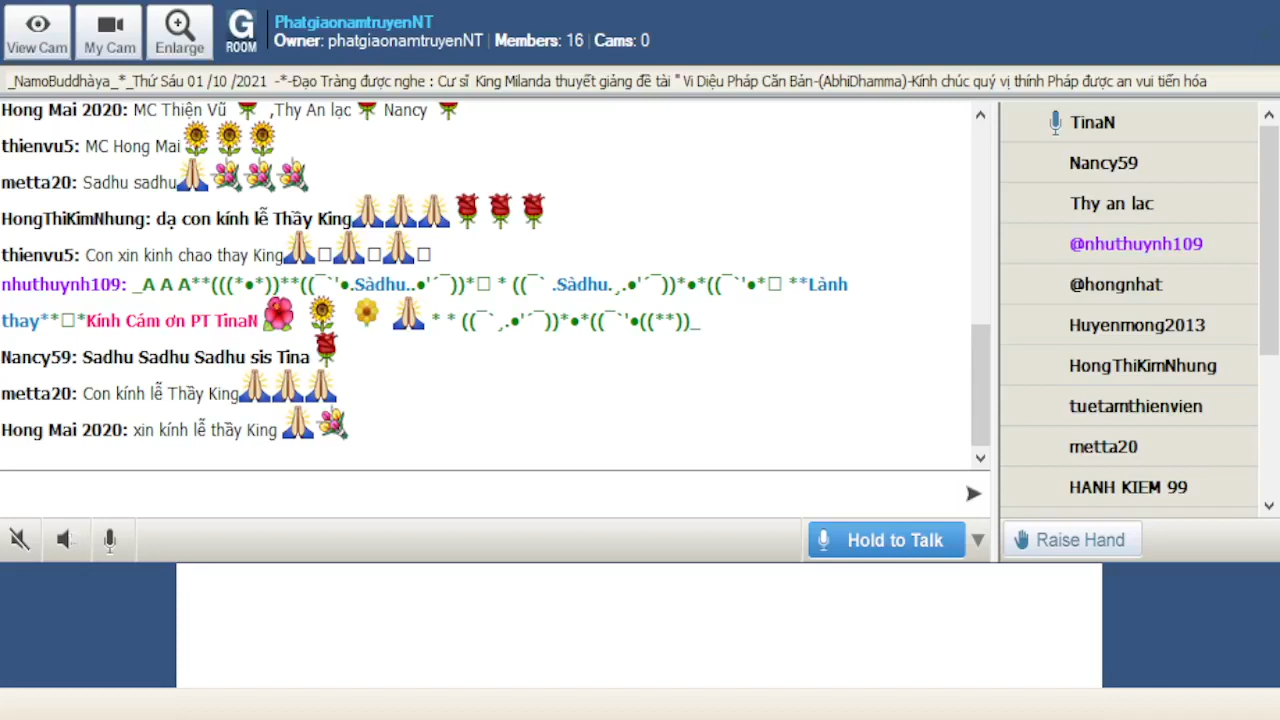 PhatgiaonamtruyenNT
View Cam My Cam Enlarge G ROOM Owner: phatgiaonamtruyenNT Members: 16 Cams: 0
_NamoBuddhàya_*_Thứ Sáu 01 /10 /2021 -*-Đạo Tràng được nghe : Cư sĩ King Milanda thuyết giảng đề tài " Vi Diệu Pháp Căn Bản-(AbhiDhamma)-Kính chúc quý vị thính Pháp được an vui tiến hóa
Hong Mai 2020: MC Thiện Vũ ,Thy An lạc Nancy
thienvu5: MC Hong Mai
metta20: Sadhu sadhu
HongThiKimNhung: dạ con kính lễ Thầy King
thienvu5: Con xin kinh chao thay King
nhuthuynh109: _A A A**(((*•*))**((¯`'•.Sàdhu..•'´¯))*□ * ((¯` .Sàdhu.¸.•'´¯))*•*((¯`'•*□ **Lành
thay**□*Kính Cám ơn PT TinaN * * ((¯`¸.•'´¯))*•*((¯`'•((**))_
Nancy59: Sadhu Sadhu Sadhu sis Tina
metta20: Con kính lễ Thầy King
Hong Mai 2020: xin kính lễ thầy King
TinaN
Nancy59
Thy an lac
@nhuthuynh109
@hongnhat
Huyenmong2013
HongThiKimNhung
tuetamthienvien
metta20
HANH KIEM 99
Hold to Talk
Raise Hand